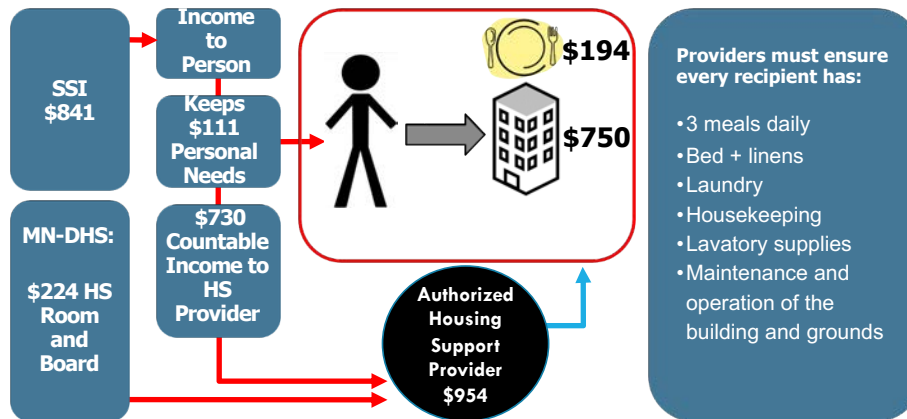 SSI
$841
MN-DHS:
$224 HS
Room
and
Board
Income
to
Person
Keeps
$111
Personal
Needs
$730
Countable
Income to
HS
Provider
$194
$750
Authorized
Housing
Support
Provider
$954
Providers must ensure
every recipient has:
•3 meals daily
•Bed + linens
•Laundry
•Housekeeping
•Lavatory supplies
•Maintenance and
operation of the
building and grounds